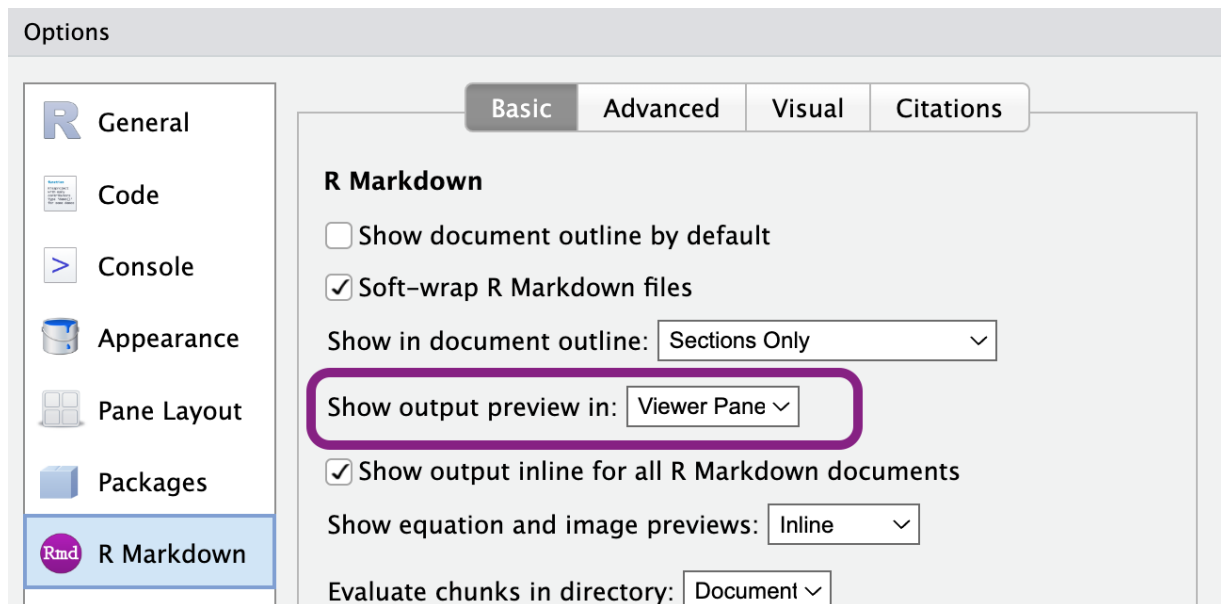 Options
General
Code
Console
Appearance
Pane Layout
Packages
Rmd R Markdown
Basic Advanced Visual Citations
R Markdown
Show document outline by default
Soft-wrap R Markdown files
Show in document outline: Sections Only
Show output preview in: Viewer Pane
Show output inline for all R Markdown documents
Show equation and image previews: Inline
Evaluate chunks in directory: Document